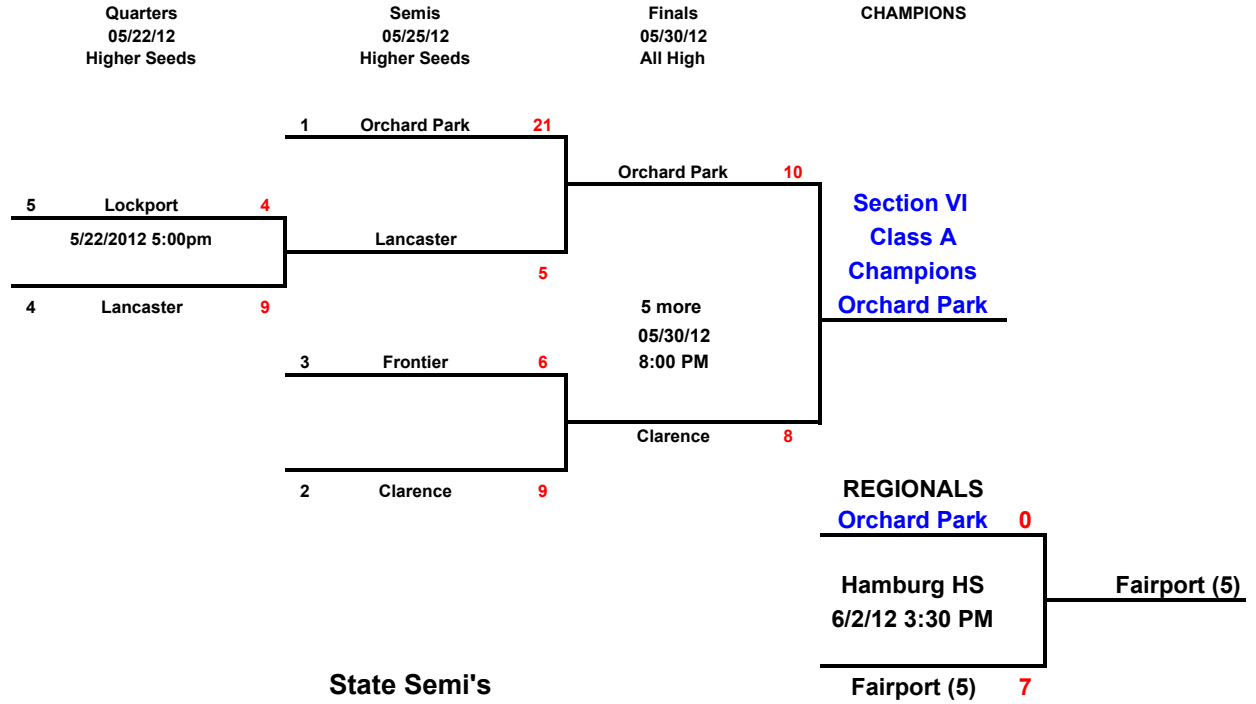 Quarters Semis Finals CHAMPIONS
05/22/12 05/25/12 05/30/12
Higher Seeds Higher Seeds All High
1 Orchard Park 21
Orchard Park 10
5 Lockport 4 Section VI
5/22/2012 5:00pm Lancaster Class A
5 Champions
4 Lancaster 9 5 more Orchard Park
05/30/12
3 Frontier 6 8:00 PM
Clarence 8
2 Clarence 9 REGIONALS
Orchard Park 0
Hamburg HS Fairport (5)
6/2/12 3:30 PM
State Semi's Fairport (5) 7